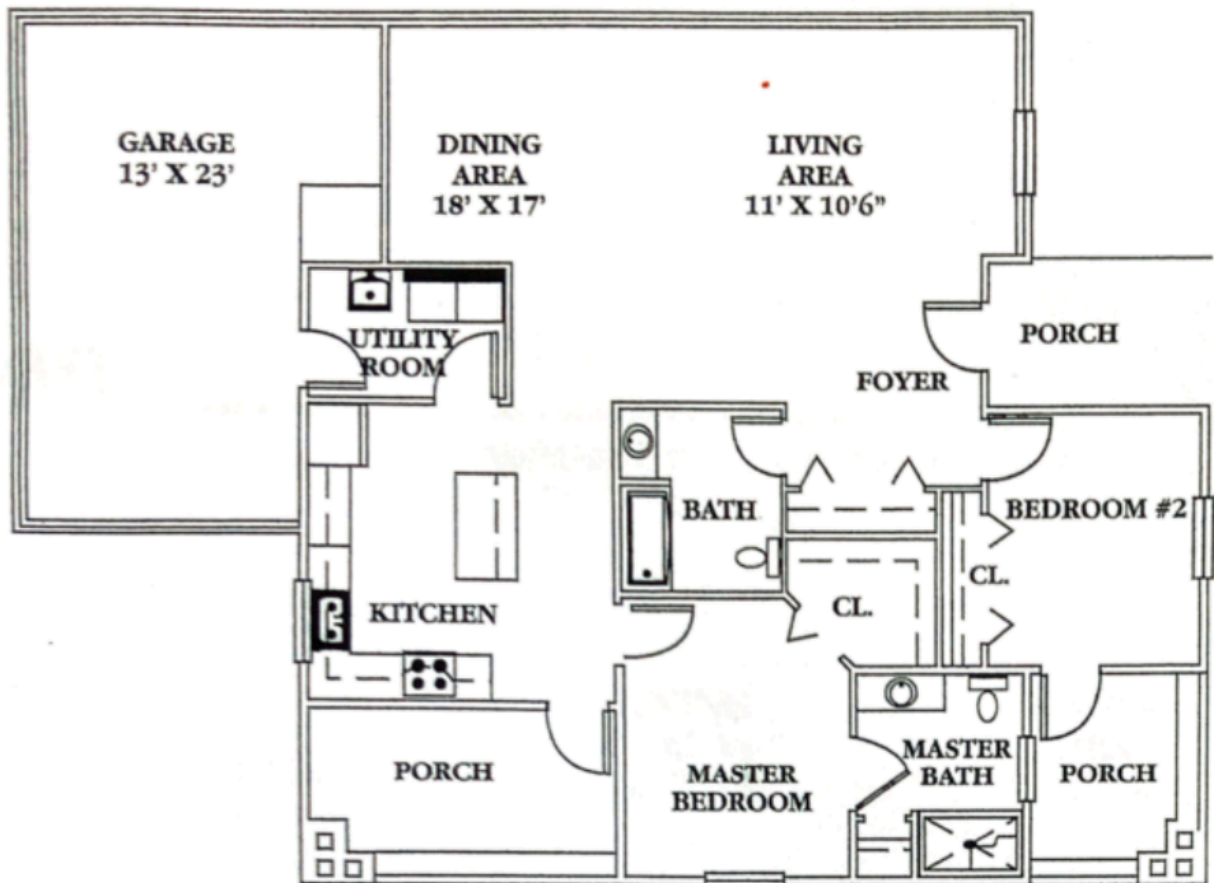 GARAGE
13' X 23'
DINING
AREA
18' X 17'
LIVING
AREA
11' X 10'6"
UTILITY
ROOM
PORCH
FOYER
BATH
BEDROOM #2
CL.
CL.
KITCHEN
PORCH
MASTER
BEDROOM
MASTER
BATH
PORCH